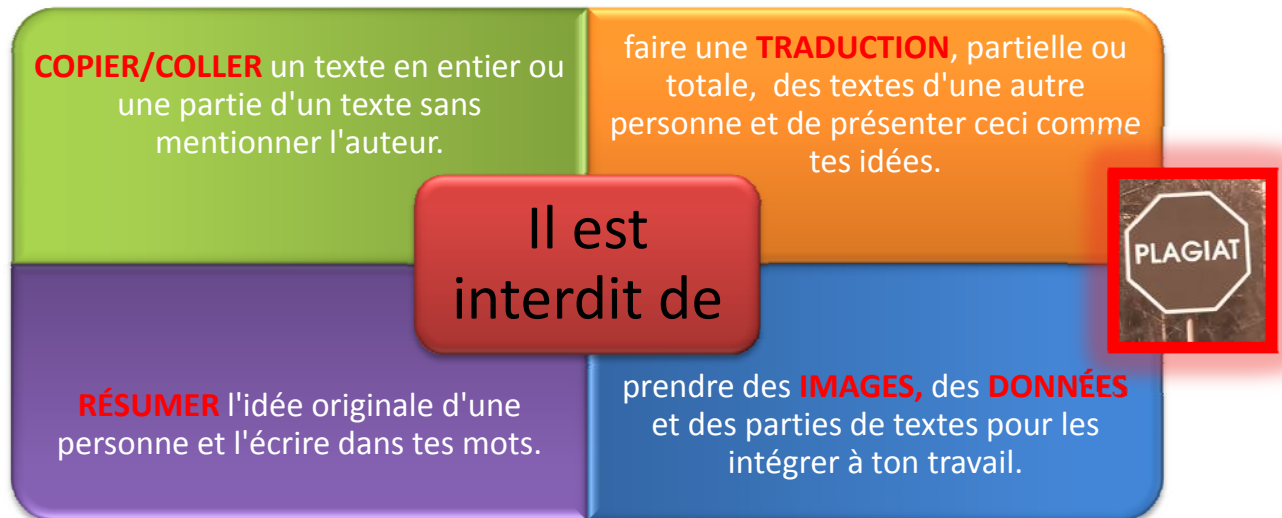 COPIER/COLLER un texte en entier ou
une partie d'un texte sans
mentionner l'auteur.
faire une TRADUCTION, partielle ou
totale, des textes d'une autre
personne et de présenter ceci comme
tes idées.
Il est
interdit de
PLAGIAT
RÉSUMER l'idée originale d'une
personne et l'écrire dans tes mots.
prendre des IMAGES, des DONNÉES
et des parties de textes pour les
intégrer à ton travail.